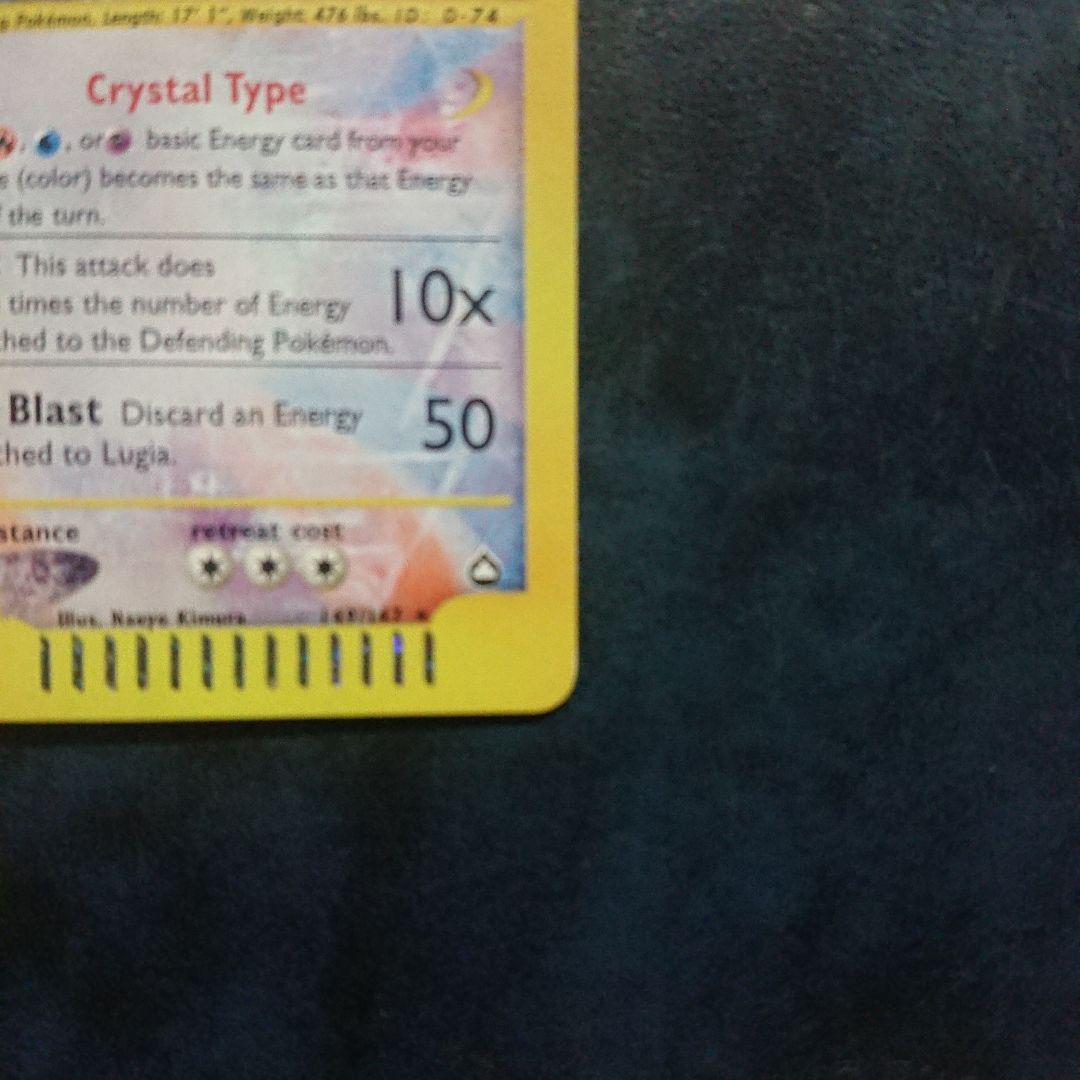 Pokémon. Length: 17' 1", Weight: 476 lbs. ID: D-74
Crystal Type
, or basic Energy card from your
(color) becomes the same as that Energy
the turn.
This attack does
times the number of Energy 10x
hed to the Defending Pokémon.
Blast Discard an Energy 50
hed to Lugia.
stance retreat cost
Illus. Naoyo Kimura